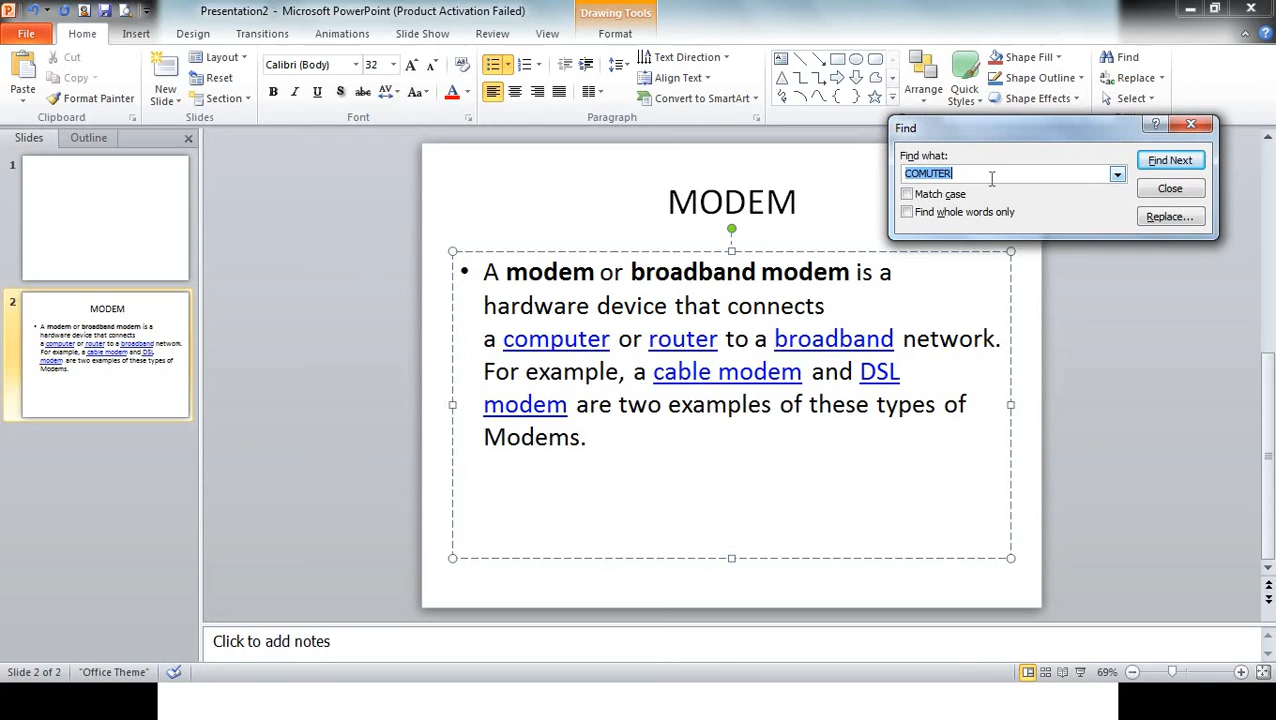 Presentation2 - Microsoft PowerPoint (Product Activation Failed)
Drawing Tools
File Home Insert Design Transitions Animations Slide Show Review View Format
Paste
Cut
Copy
Format Painter
Clipboard
New Slide
Layout
Reset
Section
Slides
Calibri (Body) 32
B I U S abc AV Aa A
Font
Paragraph
Text Direction
Align Text
Convert to SmartArt
Arrange
Quick Styles
Shape Fill
Shape Outline
Shape Effects
Find
Replace
Select
Slides Outline
1
2
MODEM
A modem or broadband modem is a
hardware device that connects
a computer or router to a broadband network.
For example, a cable modem and DSL
modem are two examples of these types of
Modems.
MODEM
• A modem or broadband modem is a
hardware device that connects
a computer or router to a broadband network.
For example, a cable modem and DSL
modem are two examples of these types of
Modems.
Find
Find what:
COMUTER
Match case
Find whole words only
Find Next
Close
Replace...
Click to add notes
Slide 2 of 2 "Office Theme" 69%